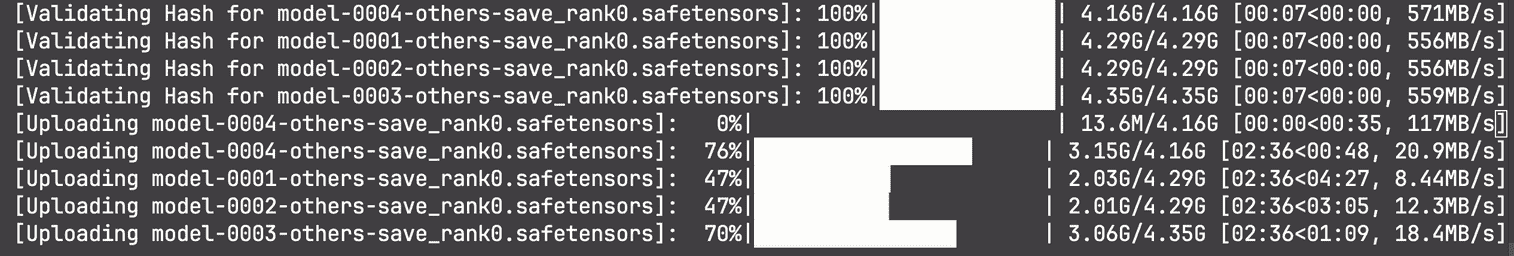 [Validating Hash for model-0004-others-save_rank0.safetensors]: 100%| | 4.16G/4.16G [00:07<00:00, 571MB/s]
[Validating Hash for model-0001-others-save_rank0.safetensors]: 100%| | 4.29G/4.29G [00:07<00:00, 556MB/s]
[Validating Hash for model-0002-others-save_rank0.safetensors]: 100%| | 4.29G/4.29G [00:07<00:00, 556MB/s]
[Validating Hash for model-0003-others-save_rank0.safetensors]: 100%| | 4.35G/4.35G [00:07<00:00, 559MB/s]
[Uploading model-0004-others-save_rank0.safetensors]: 0%| | 13.6M/4.16G [00:00<00:35, 117MB/s]
[Uploading model-0004-others-save_rank0.safetensors]: 76%| | 3.15G/4.16G [02:36<00:48, 20.9MB/s]
[Uploading model-0001-others-save_rank0.safetensors]: 47%| | 2.03G/4.29G [02:36<04:27, 8.44MB/s]
[Uploading model-0002-others-save_rank0.safetensors]: 47%| | 2.01G/4.29G [02:36<03:05, 12.3MB/s]
[Uploading model-0003-others-save_rank0.safetensors]: 70%| | 3.06G/4.35G [02:36<01:09, 18.4MB/s]